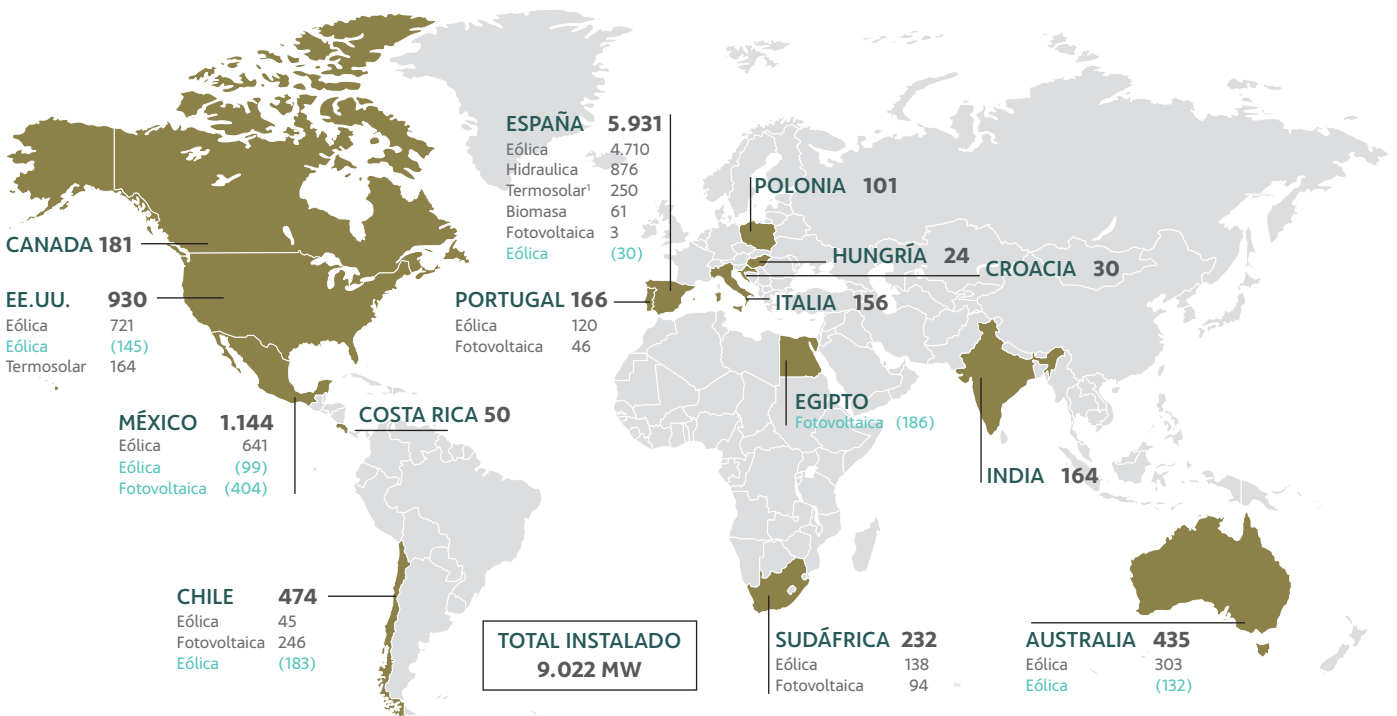 ESPAÑA 5.931
Eólica 4.710
Hidraulica 876
Termosolar¹ 250
Biomasa 61
Fotovoltaica 3
Eólica (30)
POLONIA 101
CANADA 181
HUNGRÍA 24
CROACIA 30
EE.UU. 930
Eólica 721
Eólica (145)
Termosolar 164
PORTUGAL 166
Eólica 120
Fotovoltaica 46
ITALIA 156
MÉXICO 1.144
Eólica 641
Eólica (99)
Fotovoltaica (404)
COSTA RICA 50
EGIPTO
Fotovoltaica (186)
INDIA 164
CHILE 474
Eólica 45
Fotovoltaica 246
Eólica (183)
TOTAL INSTALADO
9.022 MW
SUDÁFRICA 232
Eólica 138
Fotovoltaica 94
AUSTRALIA 435
Eólica 303
Eólica (132)